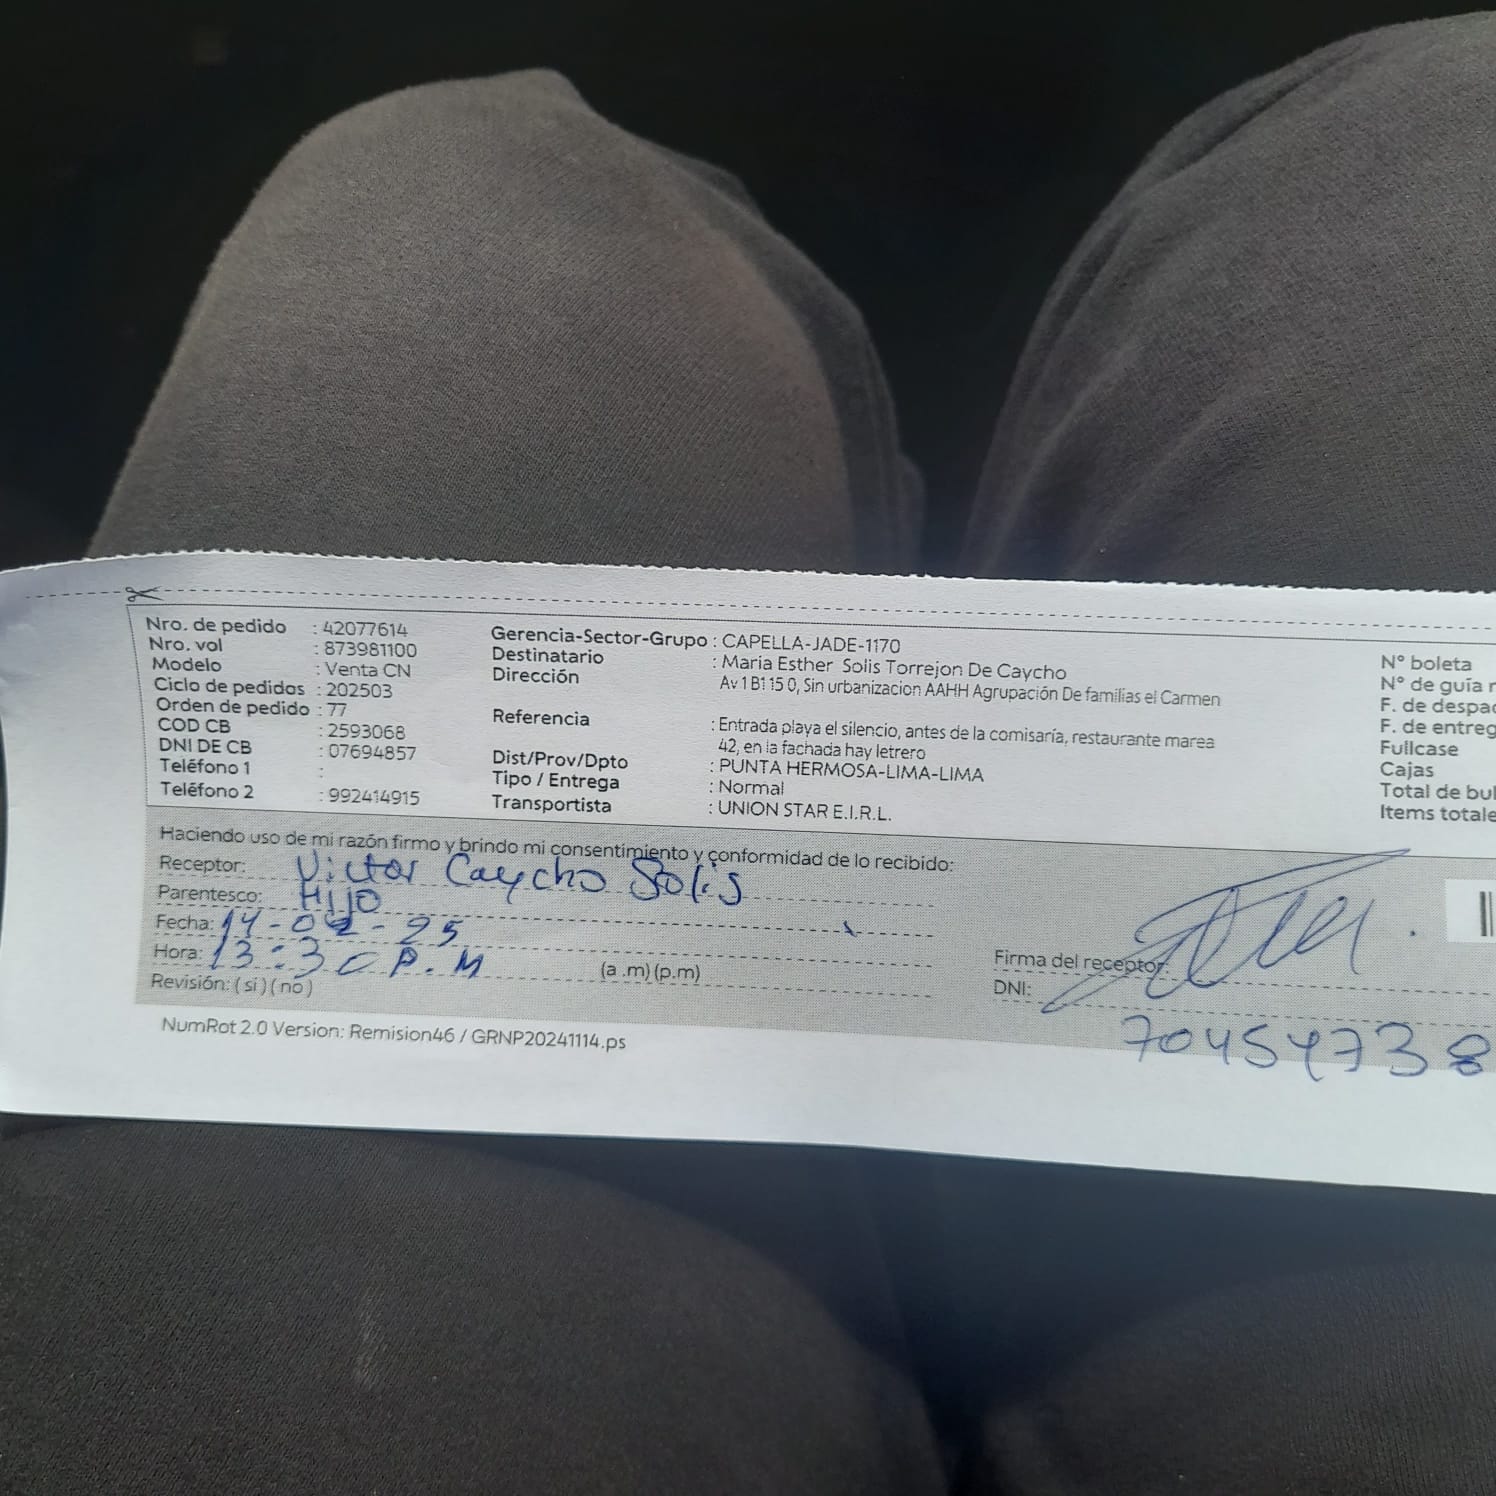 Nro. de pedido : 42077614
Nro. vol : 873981100
Modelo : Venta CN
Ciclo de pedidos : 202503
Orden de pedido : 77
COD CB : 2593068
DNI DE CB : 07694857
Teléfono 1 :
Teléfono 2 : 992414915
Gerencia-Sector-Grupo : CAPELLA-JADE-1170
Destinatario : Maria Esther Solis Torrejon De Caycho
Dirección Av 1 B1 15 0, Sin urbanizacion AAHH Agrupación De familias el Carmen
Referencia : Entrada playa el silencio, antes de la comisaría, restaurante marea
42, en la fachada hay letrero
Dist/Prov/Dpto : PUNTA HERMOSA-LIMA-LIMA
Tipo / Entrega : Normal
Transportista : UNION STAR E.I.R.L.
N° boleta
N° de guía r
F. de despac
F. de entreg
Fullcase
Cajas
Total de bul
Items totale
Haciendo uso de mi razón firmo y brindo mi consentimiento y conformidad de lo recibido:
Receptor: Victor Caycho Solis
Parentesco: Hijo
Fecha: 14-02-25
Hora: 13:30 P.M (a .m) (p.m)
Revisión: ( si ) ( no )
Firma del receptor:
DNI:
70454738
NumRot 2.0 Version: Remision46 / GRNP20241114.ps